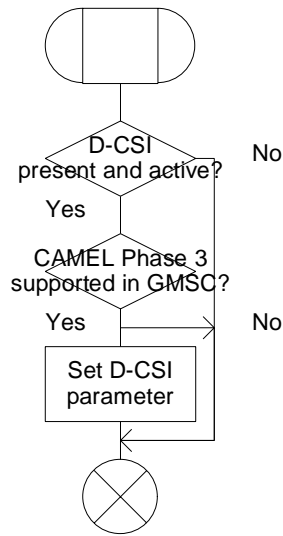 D-CSI
present and active?
No
Yes
CAMEL Phase 3
supported in GMSC?
Yes
No
Set D-CSI
parameter